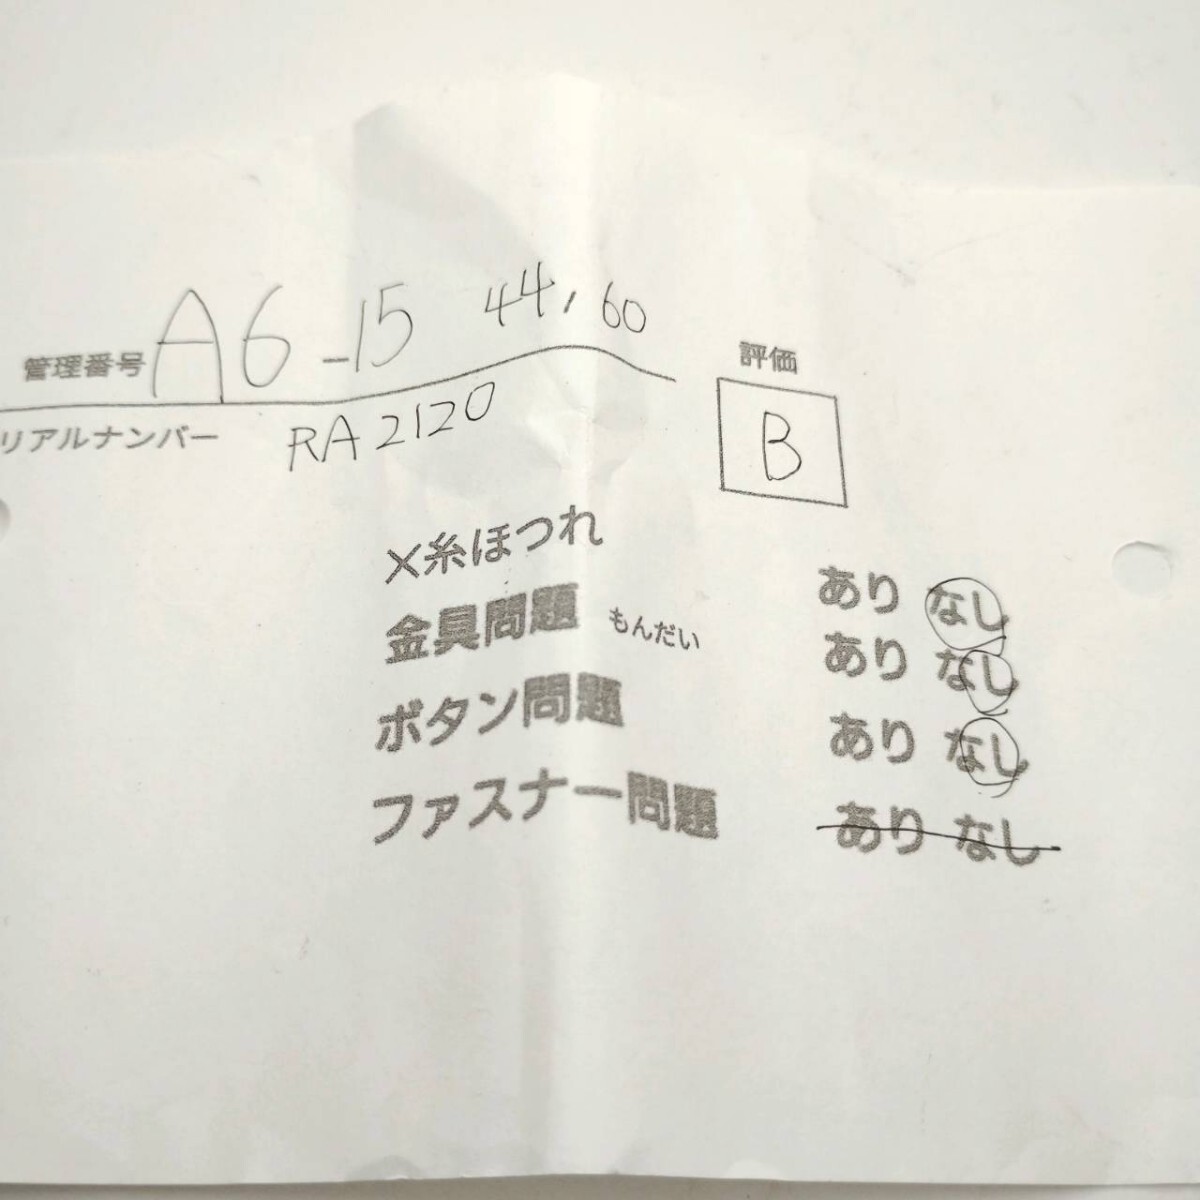 管理番号 A6-15 44, 60
リアルナンバー RA2120
評価
B
×糸ほつれ あり なし
金具問題 もんだい あり なし
ボタン問題 あり なし
ファスナー問題 あり なし